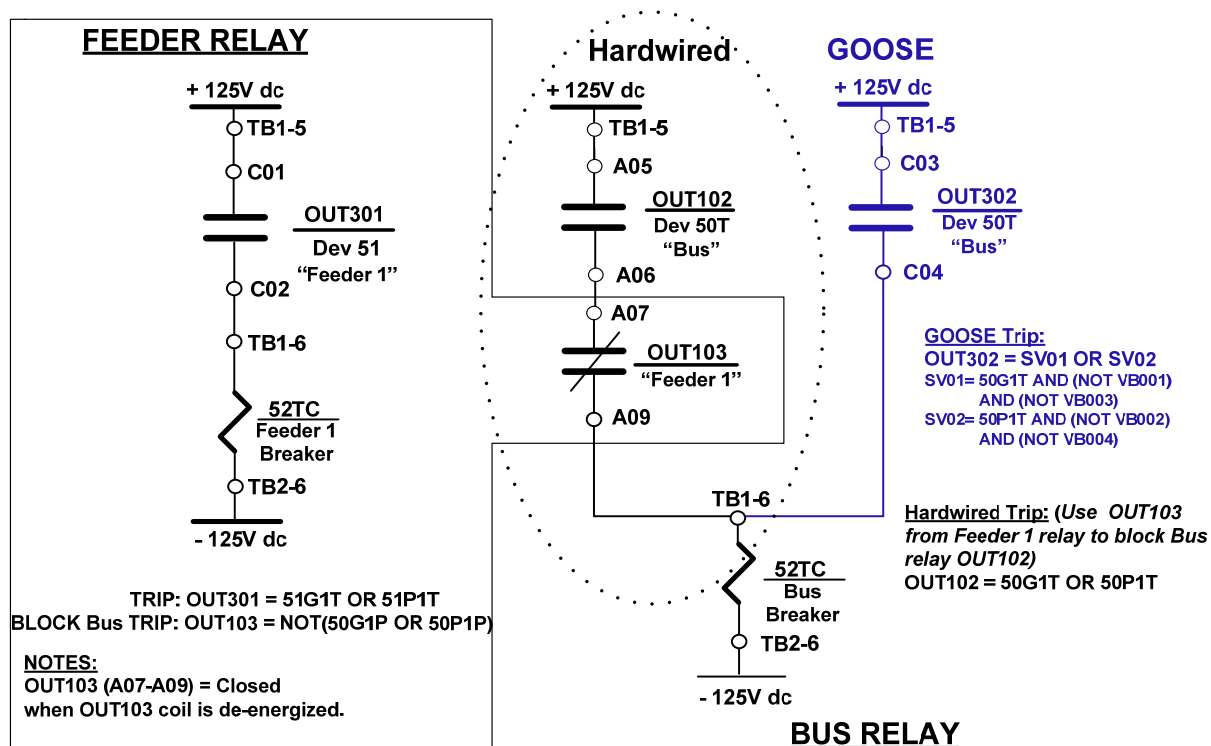 FEEDER RELAY
+ 125V dc
TB1-5
C01
OUT301
Dev 51
“Feeder 1”
C02
TB1-6
52TC
Feeder 1
Breaker
TB2-6
- 125V dc
TRIP: OUT301 = 51G1T OR 51P1T
BLOCK Bus TRIP: OUT103 = NOT(50G1P OR 50P1P)
NOTES:
OUT103 (A07-A09) = Closed
when OUT103 coil is de-energized.
Hardwired
+ 125V dc
TB1-5
A05
OUT102
Dev 50T
“Bus”
A06
A07
OUT103
“Feeder 1”
A09
GOOSE
+ 125V dc
TB1-5
C03
OUT302
Dev 50T
“Bus”
C04
GOOSE Trip:
OUT302 = SV01 OR SV02
SV01= 50G1T AND (NOT VB001)
AND (NOT VB003)
SV02= 50P1T AND (NOT VB002)
AND (NOT VB004)
TB1-6
52TC
Bus
Breaker
TB2-6
- 125V dc
Hardwired Trip: (Use OUT103
from Feeder 1 relay to block Bus
relay OUT102)
OUT102 = 50G1T OR 50P1T
BUS RELAY